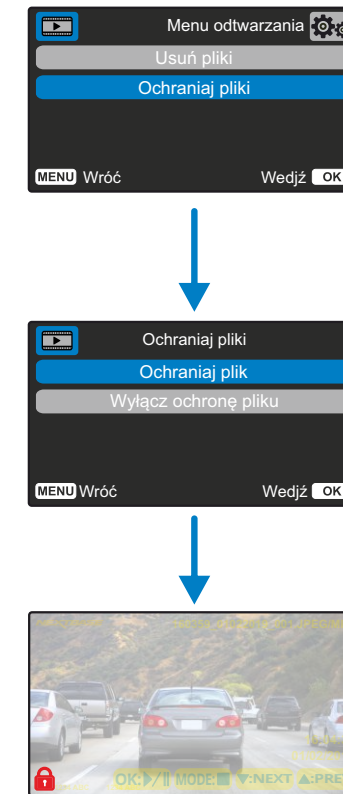 Menu odtwarzania
Usuń pliki
Ochraniaj pliki
MENU Wróć Wedjź OK
Ochraniaj pliki
Ochraniaj plik
Wyłącz ochronę pliku
MENU Wróć Wedjź OK
OK: / MODE: :NEXT :PRE